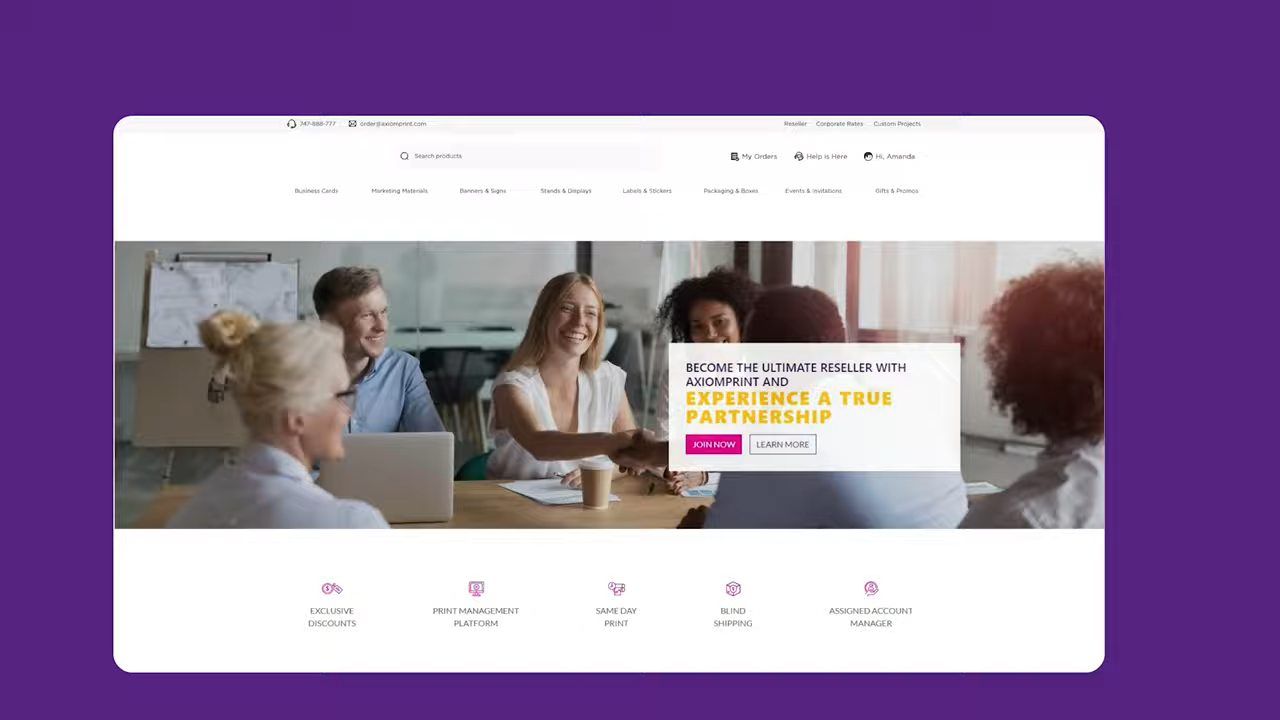 747-888-777 order@axiomprint.com Reseller Corporate Rates Custom Projects
Search products My Orders Help is Here Hi, Amanda
Business Cards Marketing Materials Banners & Signs Stands & Displays Labels & Stickers Packaging & Boxes Events & Invitations Gifts & Promos
BECOME THE ULTIMATE RESELLER WITH
AXIOMPRINT AND
EXPERIENCE A TRUE
PARTNERSHIP
JOIN NOW LEARN MORE
EXCLUSIVE
DISCOUNTS
PRINT MANAGEMENT
PLATFORM
SAME DAY
PRINT
BLIND
SHIPPING
ASSIGNED ACCOUNT
MANAGER